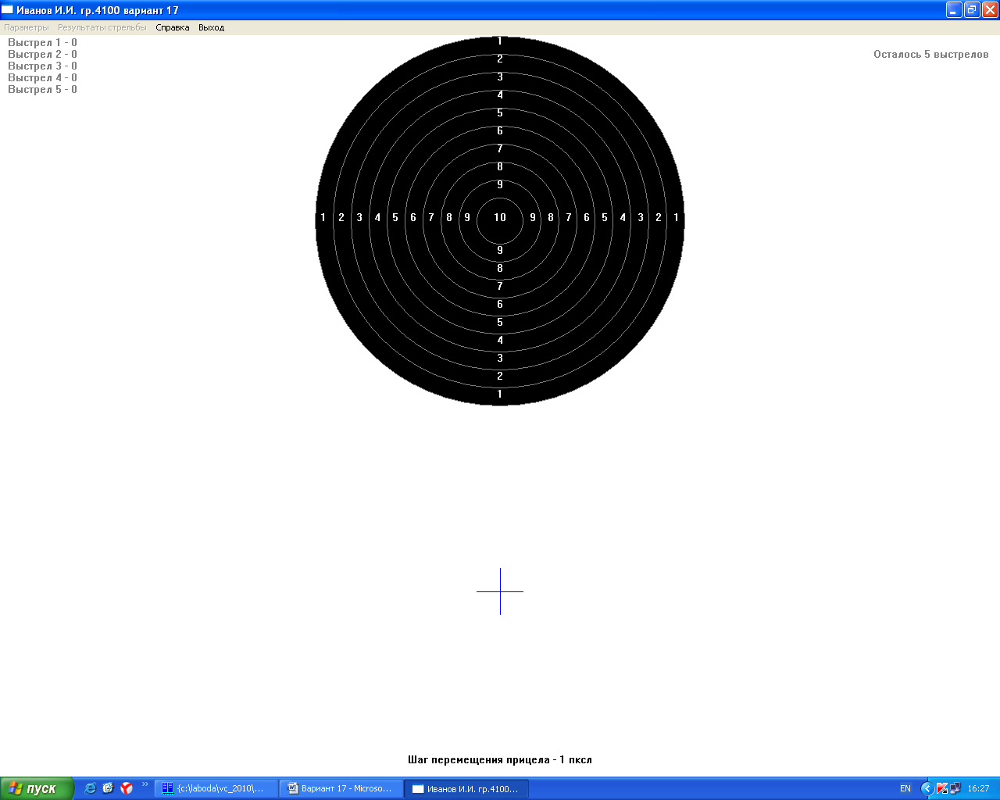 Иванов И.И. гр.4100 вариант 17
Параметры Результаты стрельбы Справка Выход
Выстрел 1 - 0
Выстрел 2 - 0
Выстрел 3 - 0
Выстрел 4 - 0
Выстрел 5 - 0
Осталось 5 выстрелов
1
2
3
4
5
6
7
8
9
1 2 3 4 5 6 7 8 9 10 9 8 7 6 5 4 3 2 1
9
8
7
6
5
4
3
2
1
Шаг перемещения прицела - 1 пксл
пуск {c:\laboda\vc_2010\... Вариант 17 - Microso... Иванов И.И. гр.4100... EN 16:27